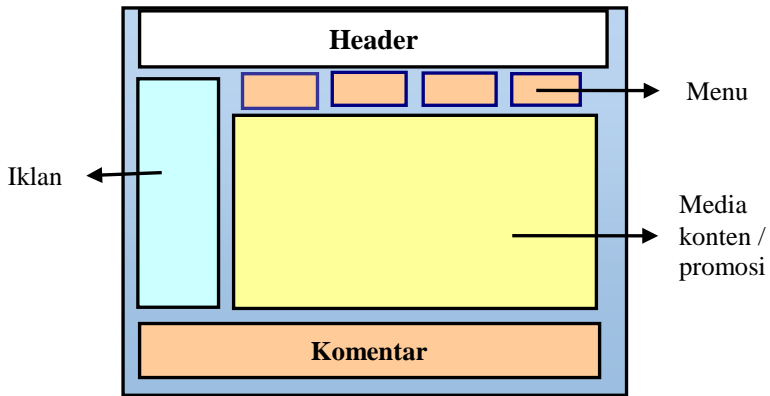 Header
Menu
Iklan
Media
konten /
promosi
Komentar